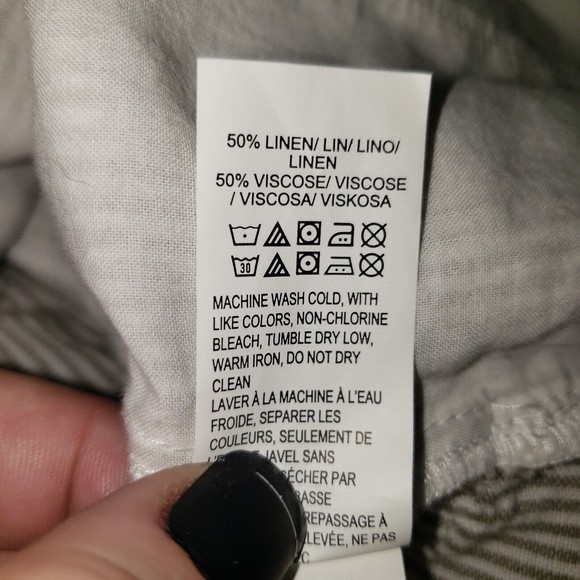 50% LINEN/ LIN/ LINO/
LINEN
50% VISCOSE/ VISCOSE
/ VISCOSA/ VISKOSA
30
MACHINE WASH COLD, WITH
LIKE COLORS, NON-CHLORINE
BLEACH, TUMBLE DRY LOW,
WARM IRON, DO NOT DRY
CLEAN
LAVER À LA MACHINE À L'EAU
FROIDE, SEPARER LES
COULEURS, SEULEMENT DE
JAVEL SANS
SÉCHER PAR
BASSE
REPASSAGE À
NE PAS